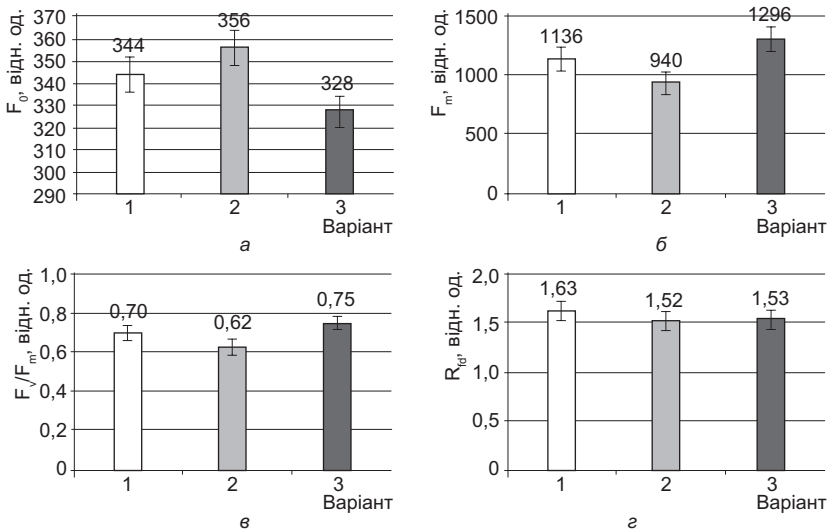 F₀, відн. од.
370
360
350
340
330
320
310
300
290
344
356
328
1 2 3
Варіант
а
Fₘ, відн. од.
1500
1000
500
0
1136
940
1296
1 2 3
Варіант
б
Fᵥ/Fₘ, відн. од.
1,0
0,8
0,6
0,4
0,2
0
0,70
0,62
0,75
1 2 3
Варіант
в
R_fd, відн. од.
2,0
1,5
1,0
0,5
0
1,63
1,52
1,53
1 2 3
Варіант
г